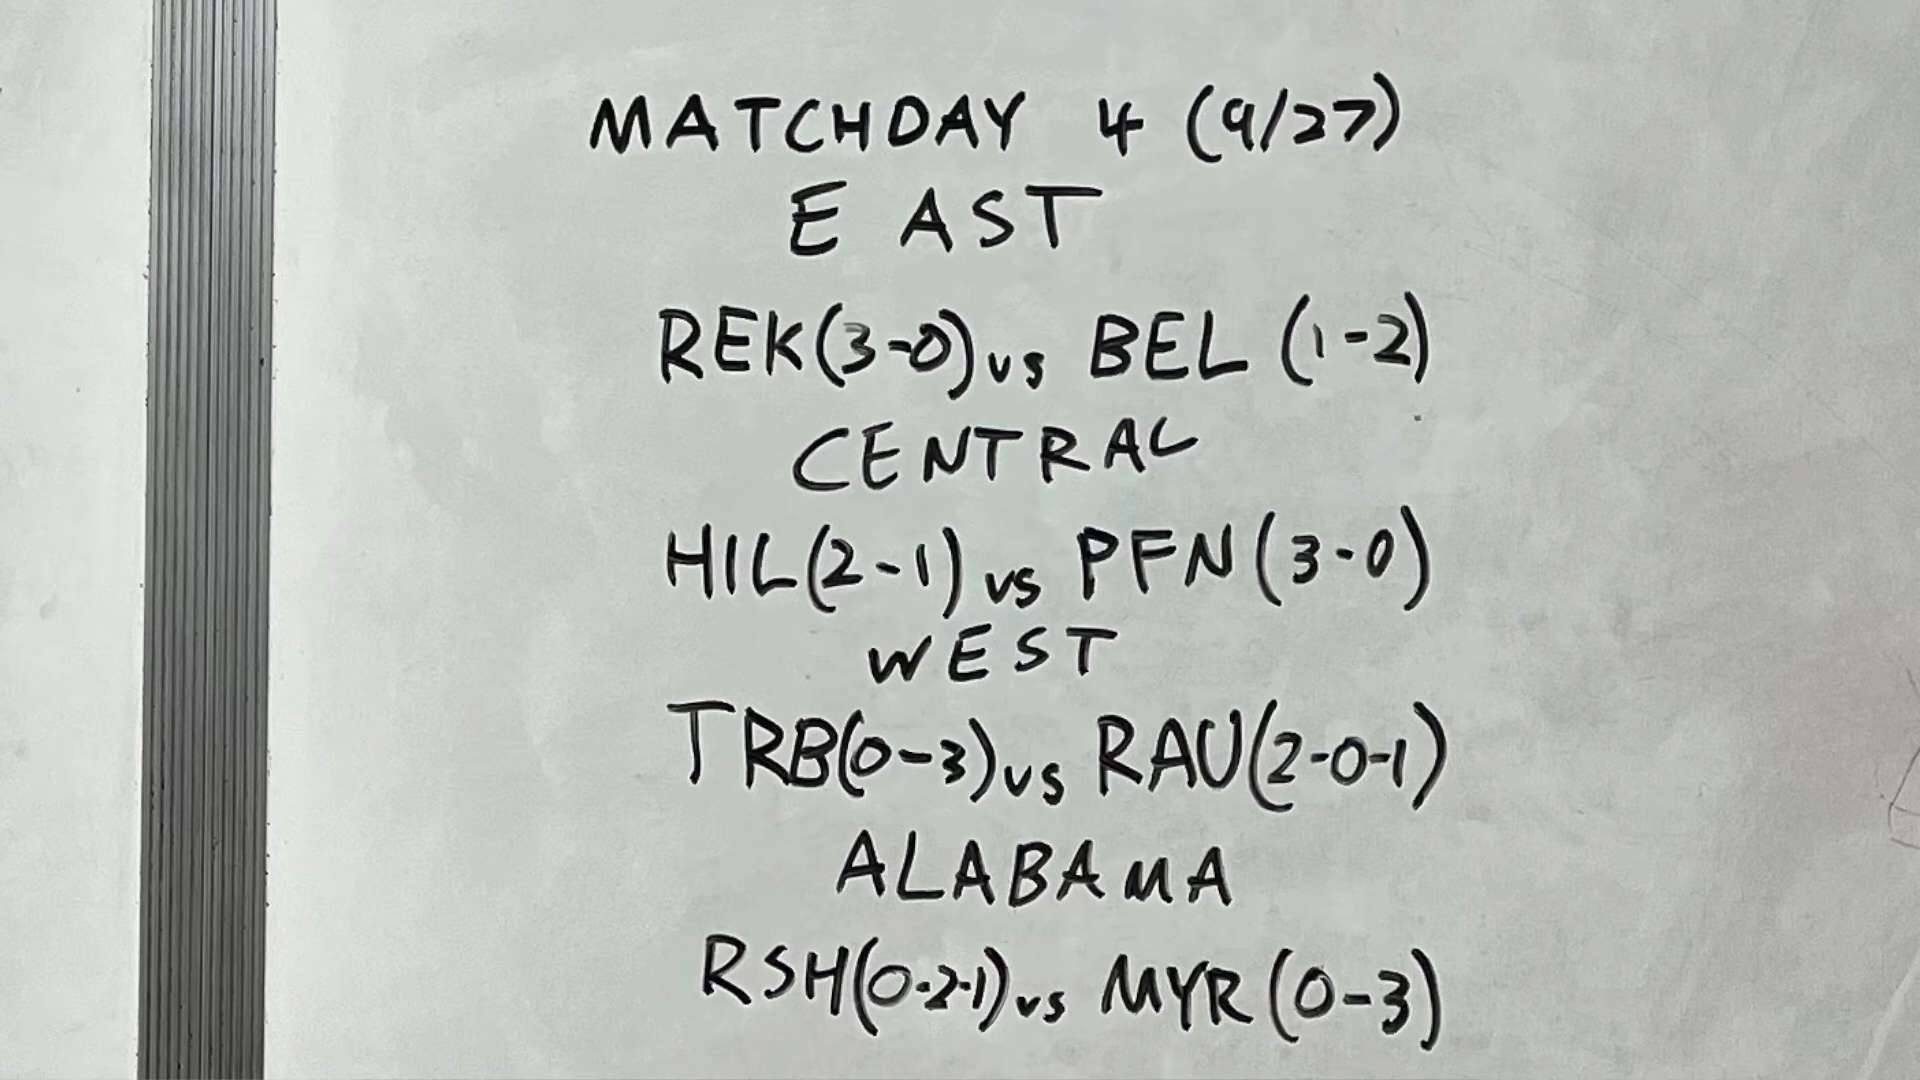 MATCHDAY 4 (9/27)
EAST
REK(3-0) vs BEL (1-2)
CENTRAL
HIL(2-1) vs PFN(3-0)
WEST
TRB(0-3) vs RAU(2-0-1)
ALABAMA
RSH(0-2-1) vs MYR(0-3)